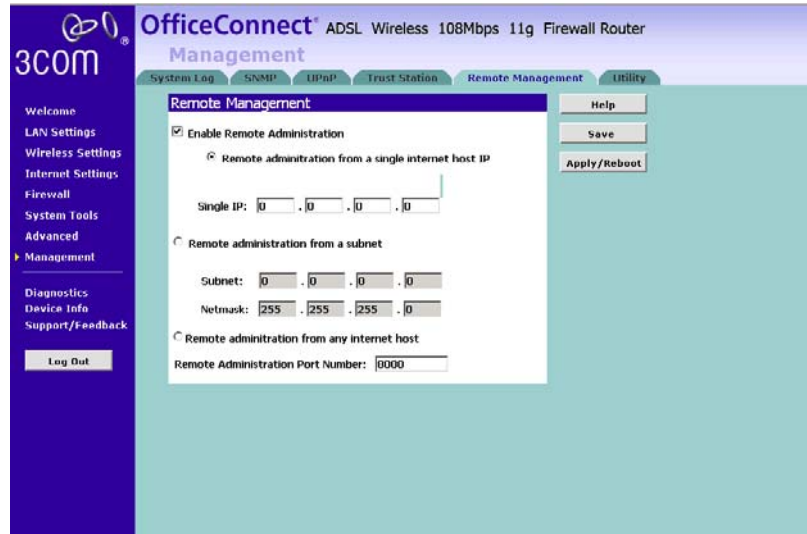 3COM ®
OfficeConnect® ADSL Wireless 108Mbps 11g Firewall Router
Management
System Log SNMP UPnP Trust Station Remote Management Utility
Welcome
LAN Settings
Wireless Settings
Internet Settings
Firewall
System Tools
Advanced
Management
Diagnostics
Device Info
Support/Feedback
Log Out
Remote Management
Enable Remote Administration
Remote adminitration from a single internet host IP
Single IP: 0 . 0 . 0 . 0
Remote administration from a subnet
Subnet: 0 . 0 . 0 . 0
Netmask: 255 . 255 . 255 . 0
Remote adminitration from any internet host
Remote Administration Port Number: 0000
Help
Save
Apply/Reboot